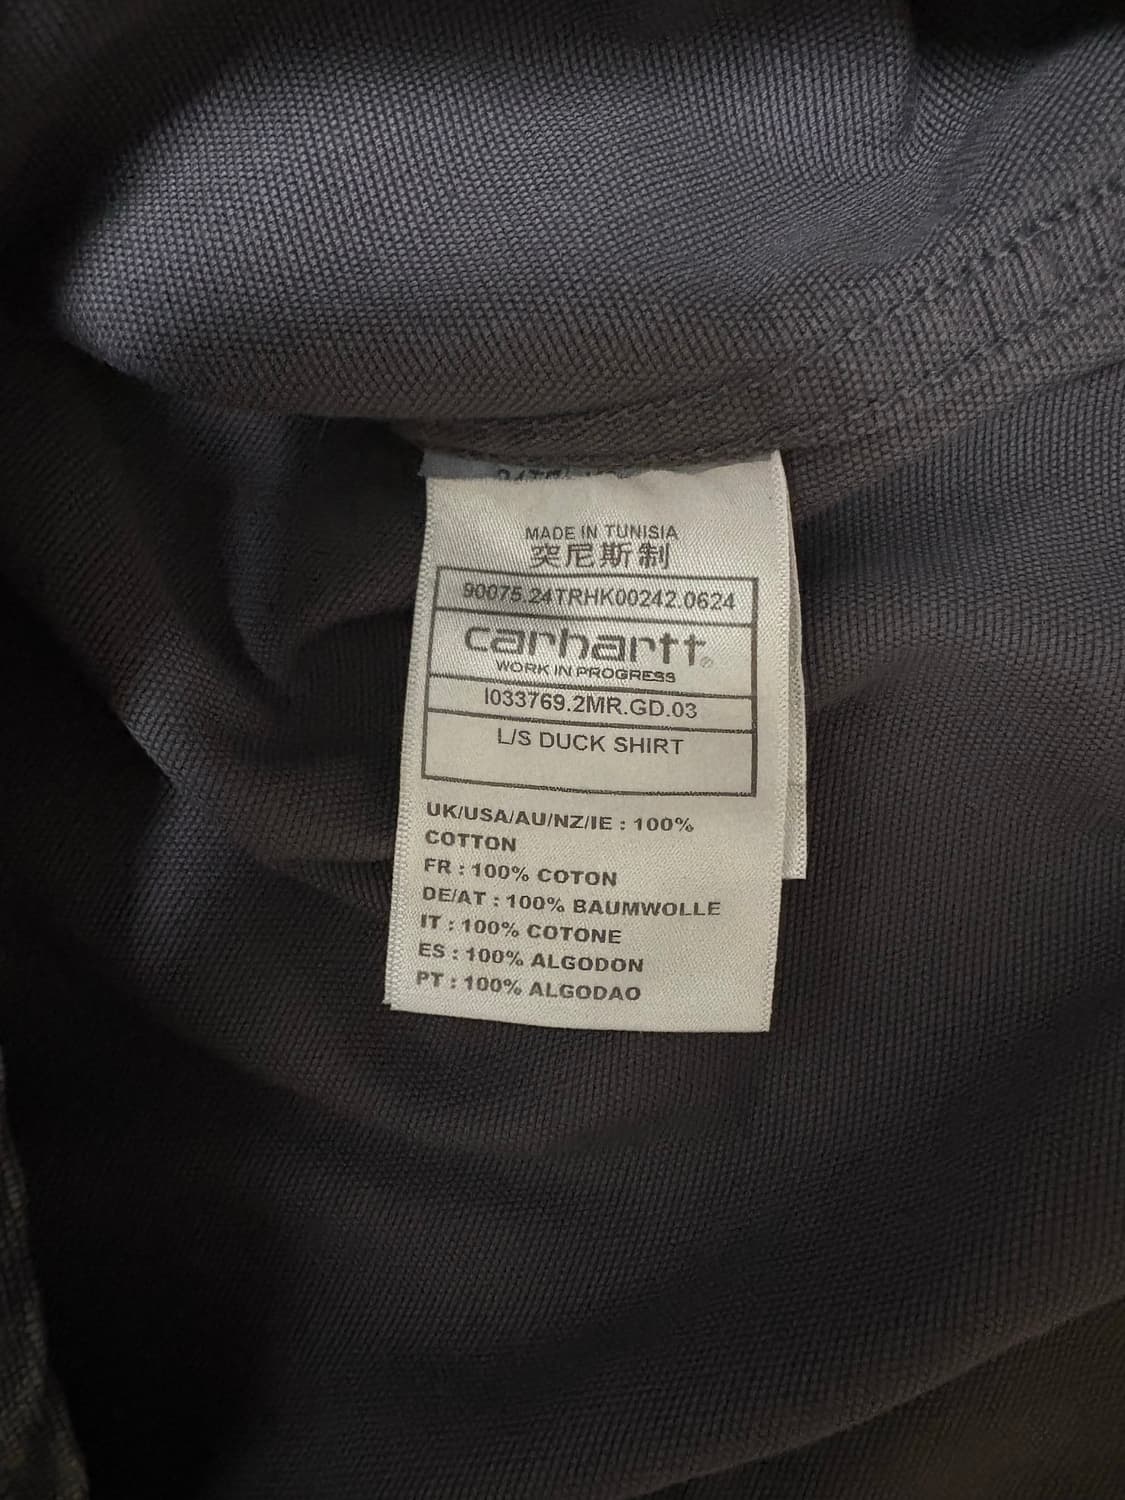 MADE IN TUNISIA
突尼斯制
90075.24TRHK00242.0624
carhartt®
WORK IN PROGRESS
I033769.2MR.GD.03
L/S DUCK SHIRT
UK/USA/AU/NZ/IE : 100%
COTTON
FR : 100% COTON
DE/AT : 100% BAUMWOLLE
IT : 100% COTONE
ES : 100% ALGODON
PT : 100% ALGODAO